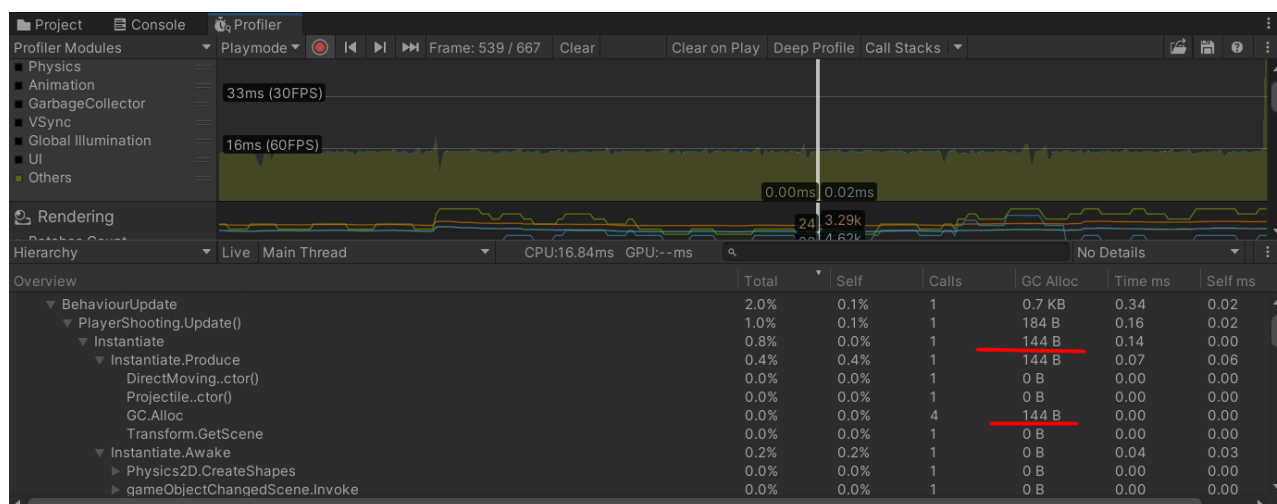 Project Console Profiler
Profiler Modules Playmode Frame: 539 / 667 Clear Clear on Play Deep Profile Call Stacks
Physics
Animation
GarbageCollector
VSync
Global Illumination
UI
Others
33ms (30FPS)
16ms (60FPS)
0.00ms 0.02ms
Rendering
24 3.29k
4.62k
Hierarchy Live Main Thread CPU:16.84ms GPU:--ms No Details
Overview Total Self Calls GC Alloc Time ms Self ms
BehaviourUpdate 2.0% 0.1% 1 0.7 KB 0.34 0.02
PlayerShooting.Update() 1.0% 0.1% 1 184 B 0.16 0.02
Instantiate 0.8% 0.0% 1 144 B 0.14 0.00
Instantiate.Produce 0.4% 0.4% 1 144 B 0.07 0.06
DirectMoving..ctor() 0.0% 0.0% 1 0 B 0.00 0.00
Projectile..ctor() 0.0% 0.0% 1 0 B 0.00 0.00
GC.Alloc 0.0% 0.0% 4 144 B 0.00 0.00
Transform.GetScene 0.0% 0.0% 1 0 B 0.00 0.00
Instantiate.Awake 0.2% 0.2% 1 0 B 0.04 0.03
Physics2D.CreateShapes 0.0% 0.0% 1 0 B 0.00 0.00
gameObjectChangedScene.Invoke 0.0% 0.0% 1 0 B 0.00 0.00